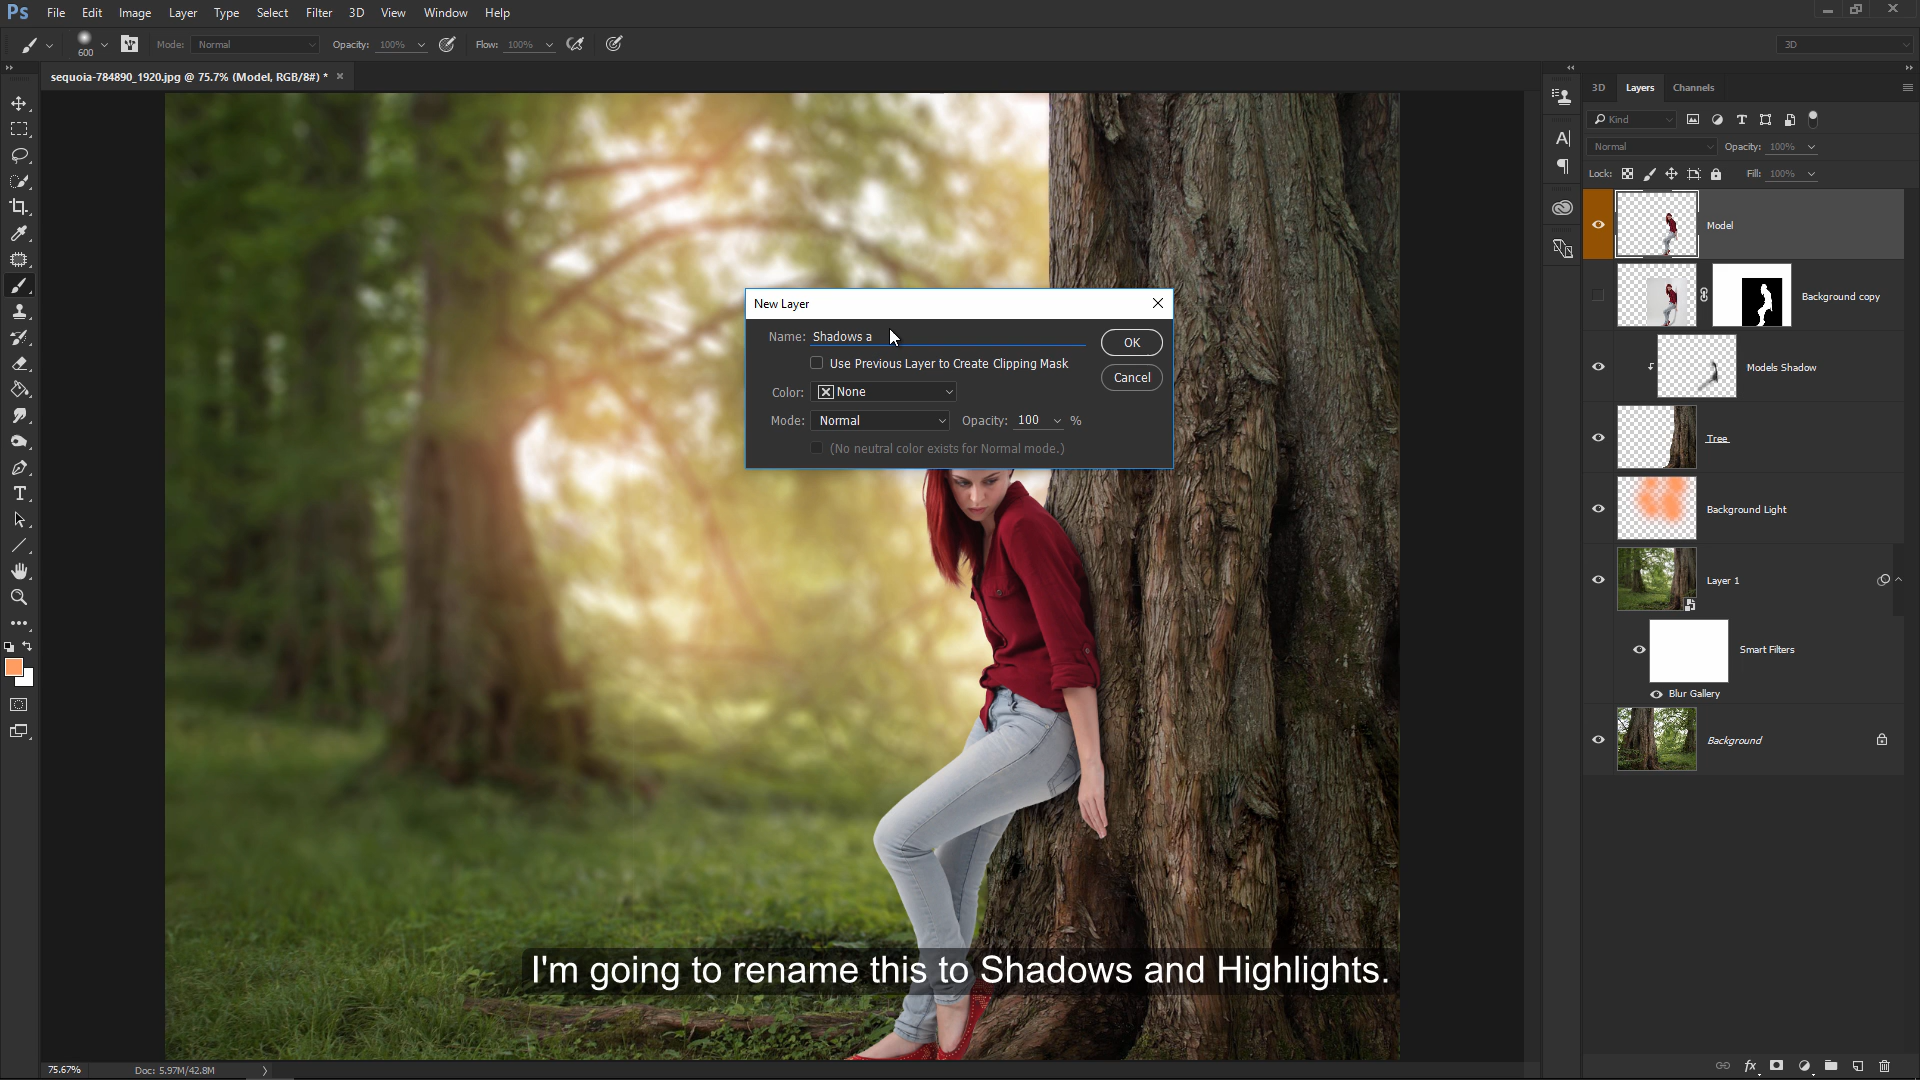 Ps File Edit Image Layer Type Select Filter 3D View Window Help
600 Mode: Normal Opacity: 100% Flow: 100% 3D
sequoia-784890_1920.jpg @ 75.7% (Model, RGB/8#) * ×
3D Layers Channels
Kind
Normal Opacity: 100%
Lock: Fill: 100%
Model
Background copy
Models Shadow
Tree
Background Light
Layer 1
Smart Filters
Blur Gallery
Background
New Layer
Name: Shadows a
OK
Use Previous Layer to Create Clipping Mask
Cancel
Color: None
Mode: Normal Opacity: 100 %
(No neutral color exists for Normal mode.)
I'm going to rename this to Shadows and Highlights.
75.67% Doc: 5.97M/42.8M
fx